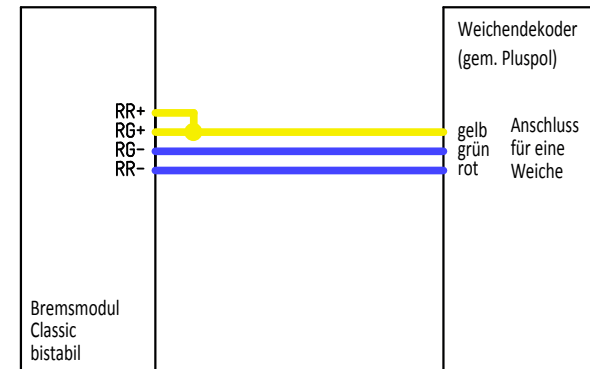 Weichendekoder
(gem. Pluspol)
RR+
RG+
RG-
RR-
gelb
grün
rot
Anschluss
für eine
Weiche
Bremsmodul
Classic
bistabil